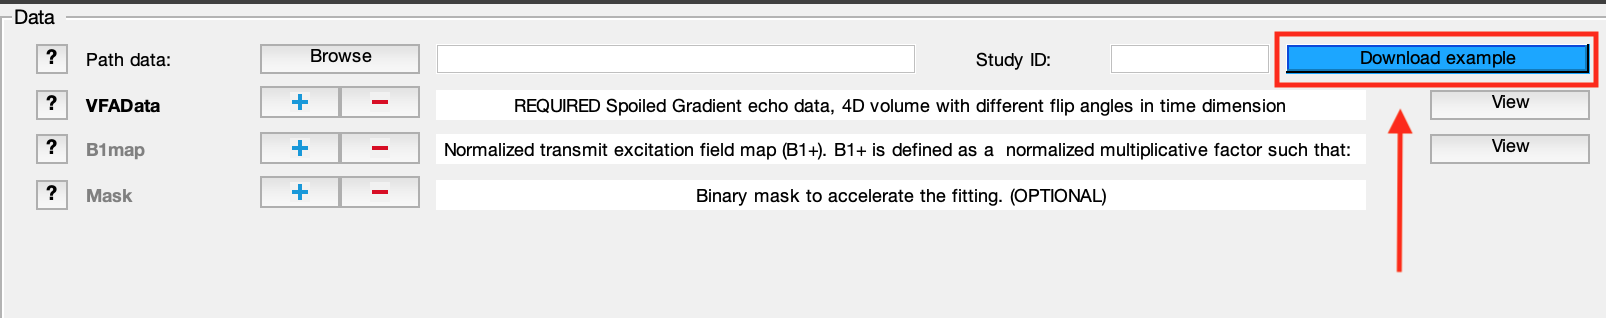 Data
? Path data: Browse Study ID: Download example
? VFAData + − REQUIRED Spoiled Gradient echo data, 4D volume with different flip angles in time dimension View
? B1map + − Normalized transmit excitation field map (B1+). B1+ is defined as a  normalized multiplicative factor such that: View
? Mask + − Binary mask to accelerate the fitting. (OPTIONAL)